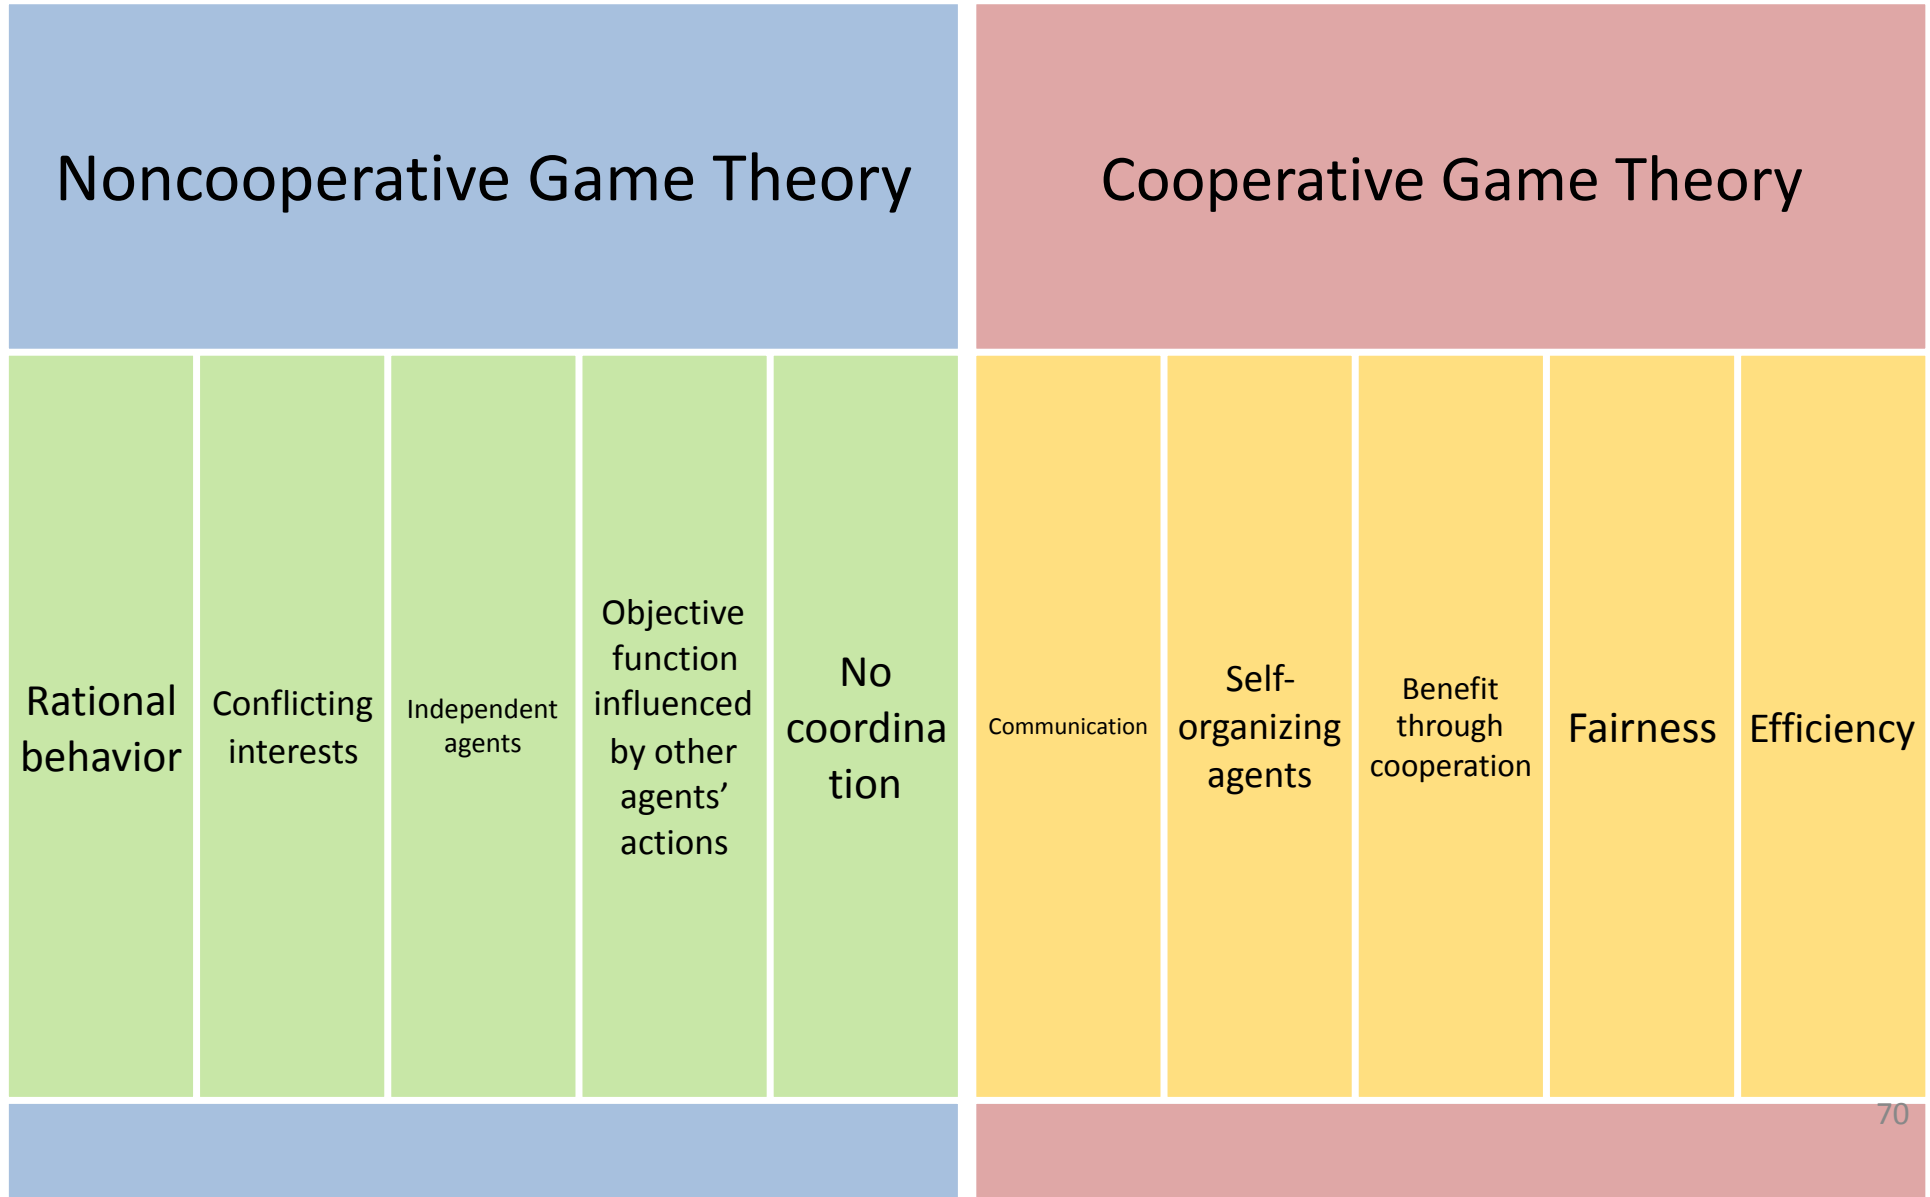 Noncooperative Game Theory
Cooperative Game Theory
Rational
behavior
Conflicting
interests
Independent
agents
Objective
function
influenced
by other
agents’
actions
No
coordina
tion
Communication
Self-
organizing
agents
Benefit
through
cooperation
Fairness
Efficiency
70